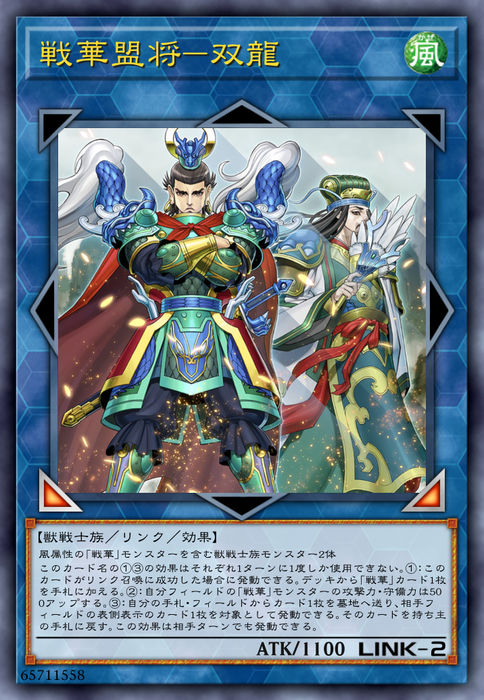 戦華盟将－双龍
かぜ
風
【獣戦士族／リンク／効果】
風属性の「戦華」モンスターを含む獣戦士族モンスター2体
このカード名の①③の効果はそれぞれ1ターンに1度しか使用できない。①：この
カードがリンク召喚に成功した場合に発動できる。デッキから「戦華」カード1枚
を手札に加える。②：自分フィールドの「戦華」モンスターの攻撃力・守備力は50
0アップする。③：自分の手札・フィールドからカード1枚を墓地へ送り、相手フ
ィールドの表側表示のカード1枚を対象として発動できる。そのカードを持ち主
の手札に戻す。この効果は相手ターンでも発動できる。
ATK/1100 LINK-2
65711558